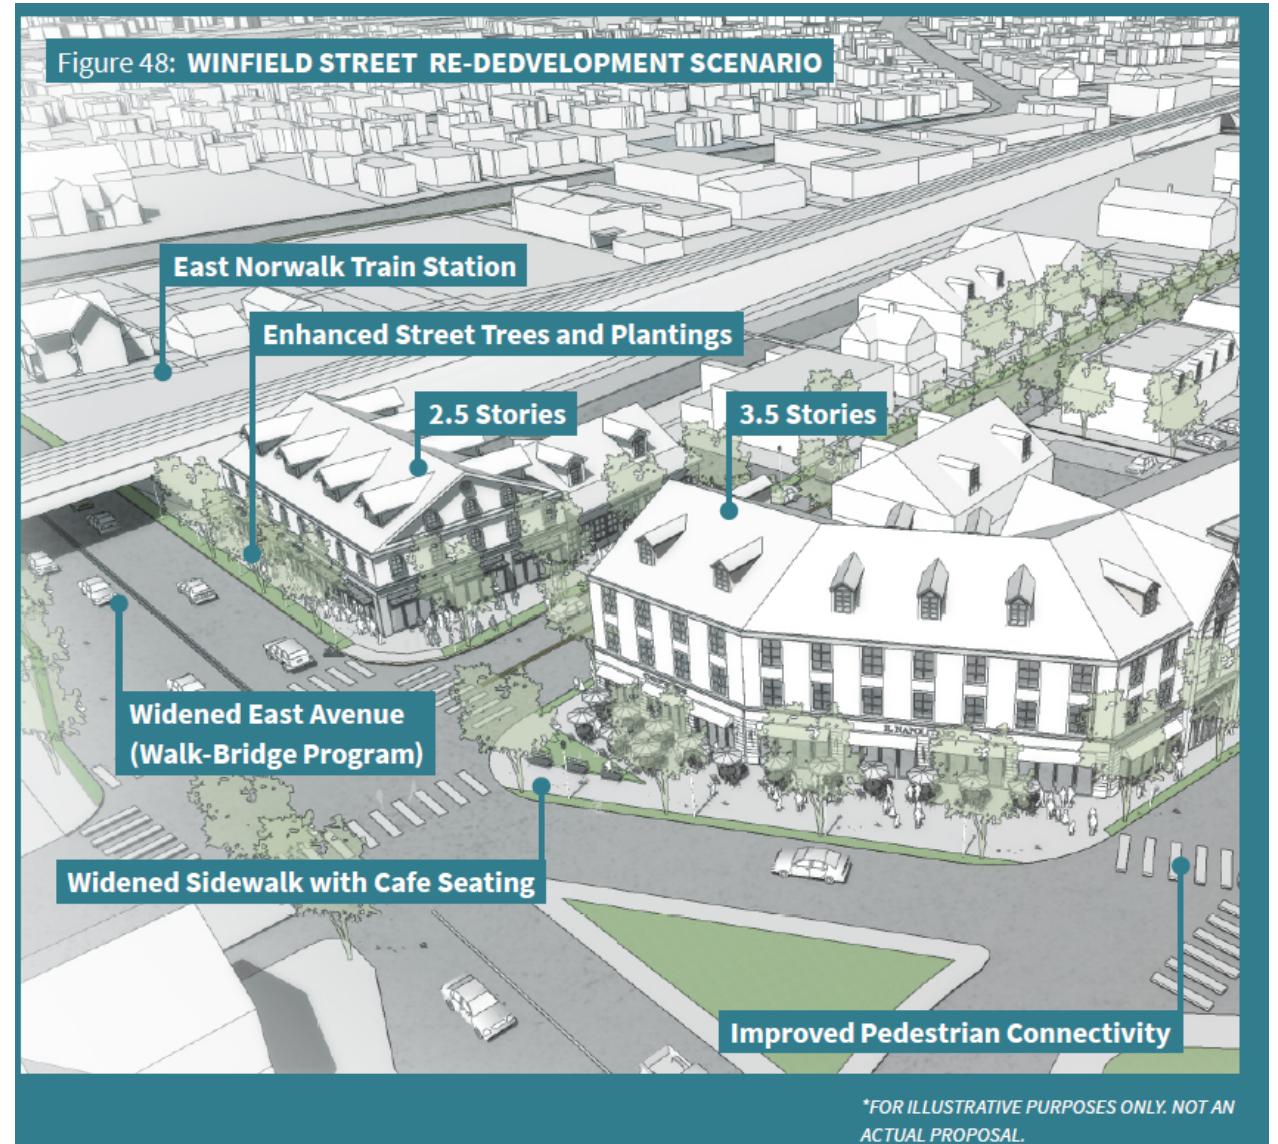 Figure 48: WINFIELD STREET RE-DEDVELOPMENT SCENARIO
East Norwalk Train Station
Enhanced Street Trees and Plantings
2.5 Stories
3.5 Stories
Widened East Avenue
(Walk-Bridge Program)
Widened Sidewalk with Cafe Seating
Improved Pedestrian Connectivity
*FOR ILLUSTRATIVE PURPOSES ONLY. NOT AN
ACTUAL PROPOSAL.